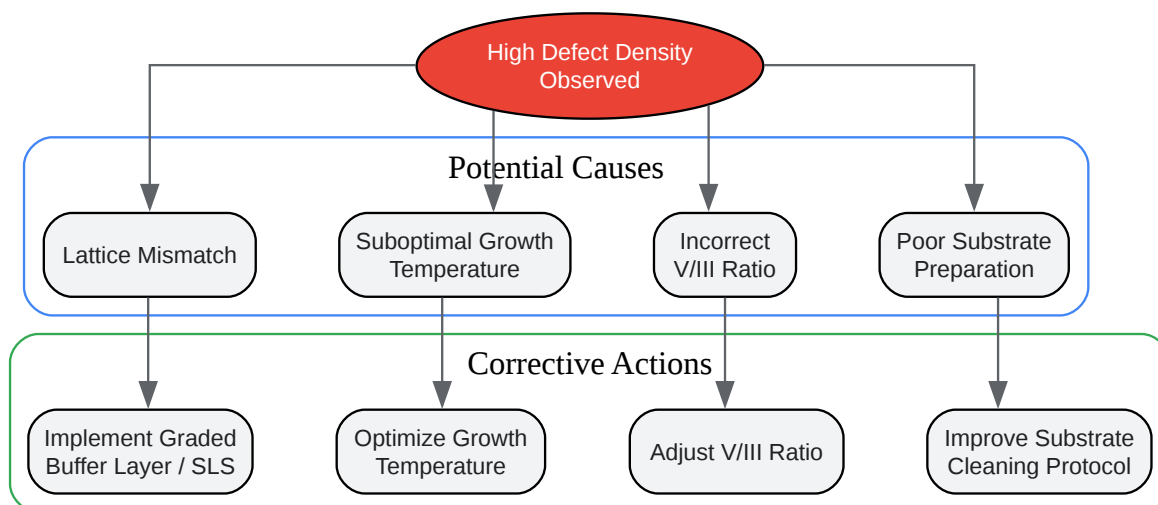 High Defect Density
Observed
Potential Causes
Lattice Mismatch
Suboptimal Growth
Temperature
Incorrect
V/III Ratio
Poor Substrate
Preparation
Corrective Actions
Implement Graded
Buffer Layer / SLS
Optimize Growth
Temperature
Adjust V/III Ratio
Improve Substrate
Cleaning Protocol